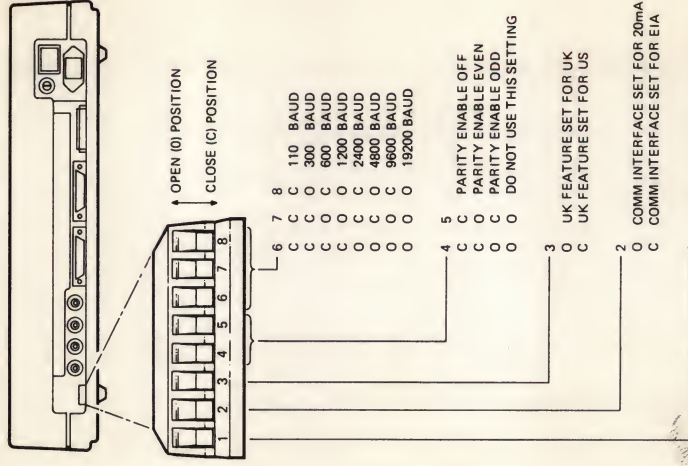 OPEN (0) POSITION
CLOSE (C) POSITION
1 2 3 4 5 6 7 8
6 7 8
C C C 110 BAUD
C C O 300 BAUD
C O C 600 BAUD
C O O 1200 BAUD
O C C 2400 BAUD
O C O 4800 BAUD
O O C 9600 BAUD
O O O 19200 BAUD
4 5
C C PARITY ENABLE OFF
C O PARITY ENABLE EVEN
O C PARITY ENABLE ODD
O O DO NOT USE THIS SETTING
3
O UK FEATURE SET FOR UK
C UK FEATURE SET FOR US
2
O COMM INTERFACE SET FOR 20mA
C COMM INTERFACE SET FOR EIA